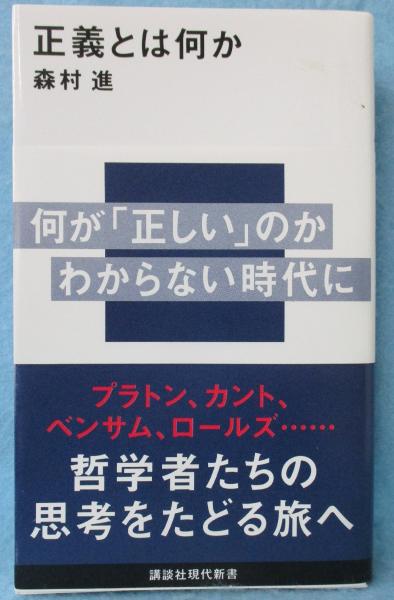 正義とは何か
森村 進
何が「正しい」のか
わからない時代に
プラトン、カント、
ベンサム、ロールズ……
哲学者たちの
思考をたどる旅へ
講談社現代新書